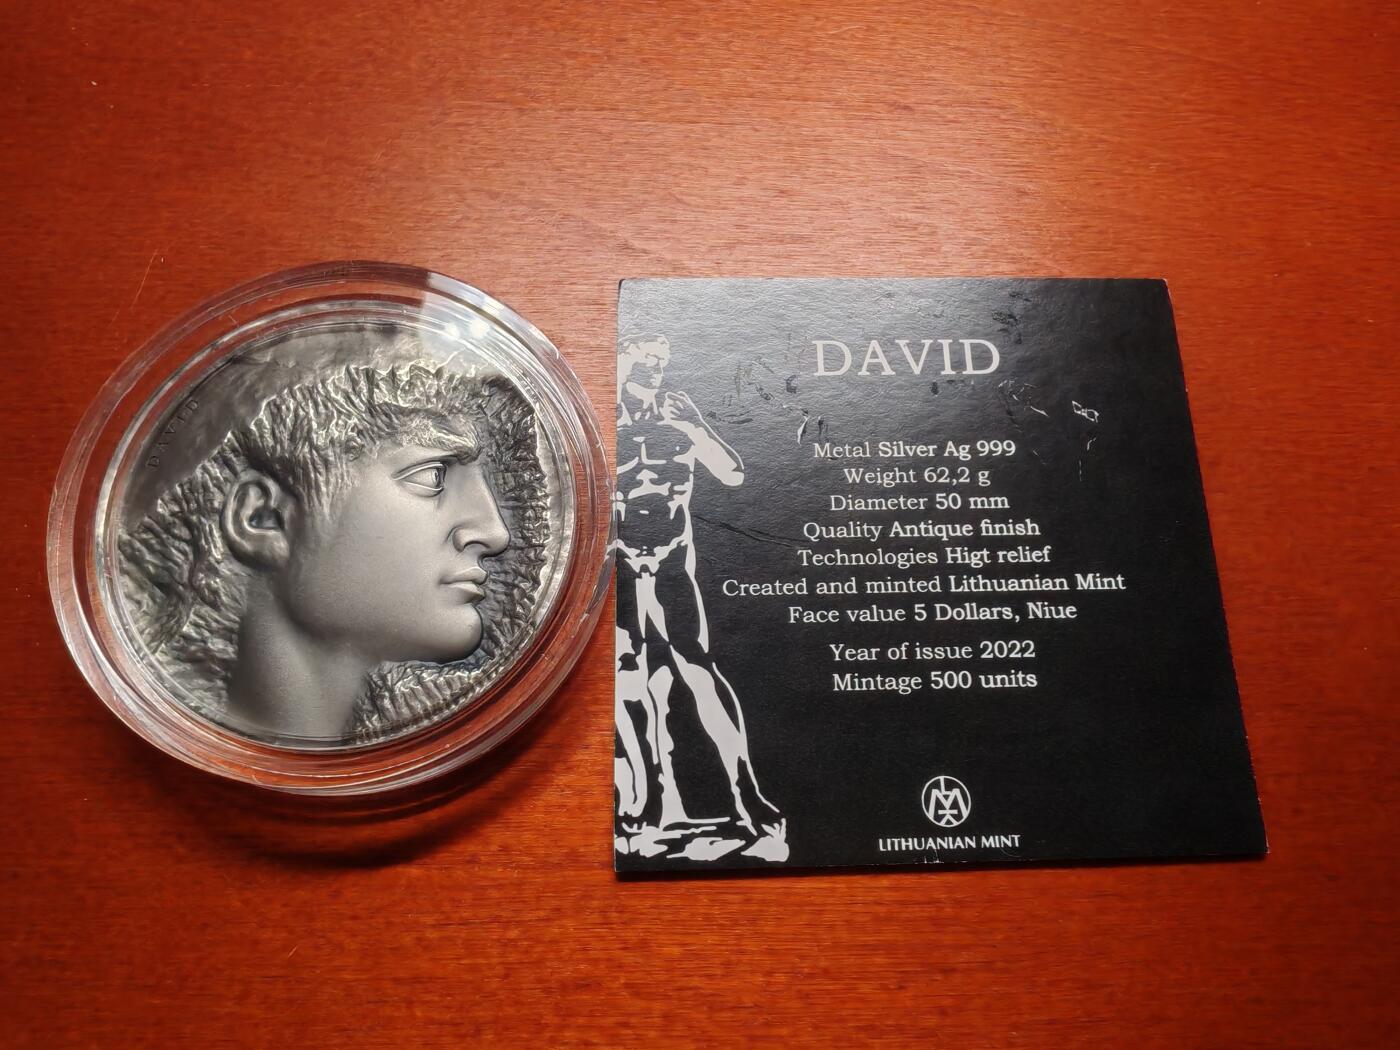 DAVID
DAVID
Metal Silver Ag 999
Weight 62,2 g
Diameter 50 mm
Quality Antique finish
Technologies Higt relief
Created and minted Lithuanian Mint
Face value 5 Dollars, Niue
Year of issue 2022
Mintage 500 units
LITHUANIAN MINT